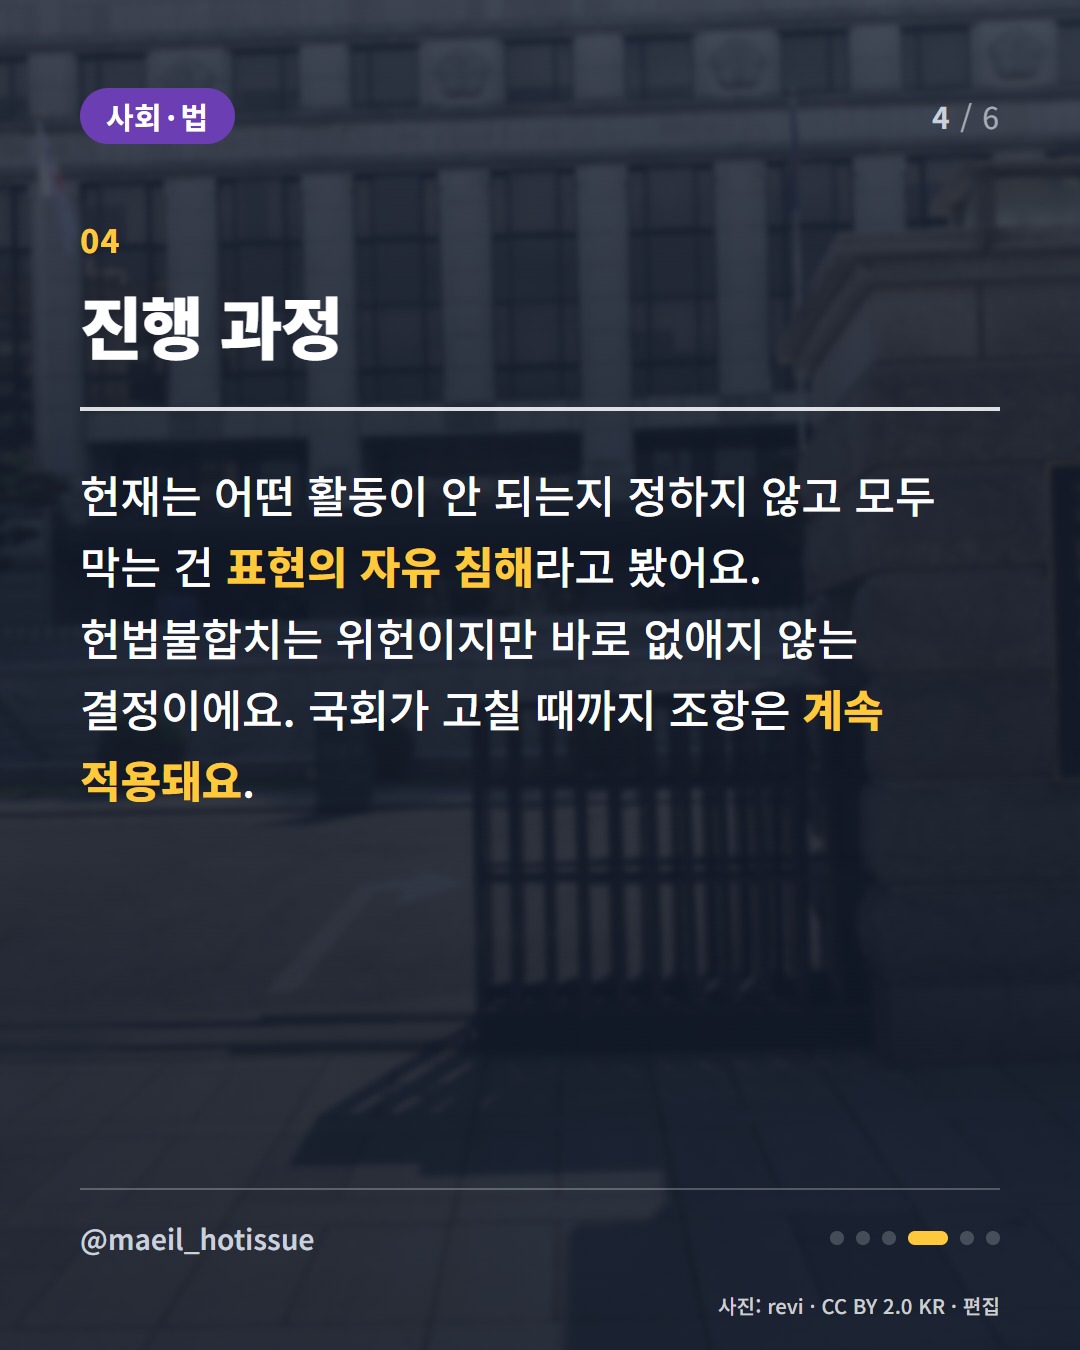 사회·법
4 / 6
04
진행 과정
헌재는 어떤 활동이 안 되는지 정하지 않고 모두
막는 건 표현의 자유 침해라고 봤어요.
헌법불합치는 위헌이지만 바로 없애지 않는
결정이에요. 국회가 고칠 때까지 조항은 계속
적용돼요.
@maeil_hotissue
사진: revi · CC BY 2.0 KR · 편집